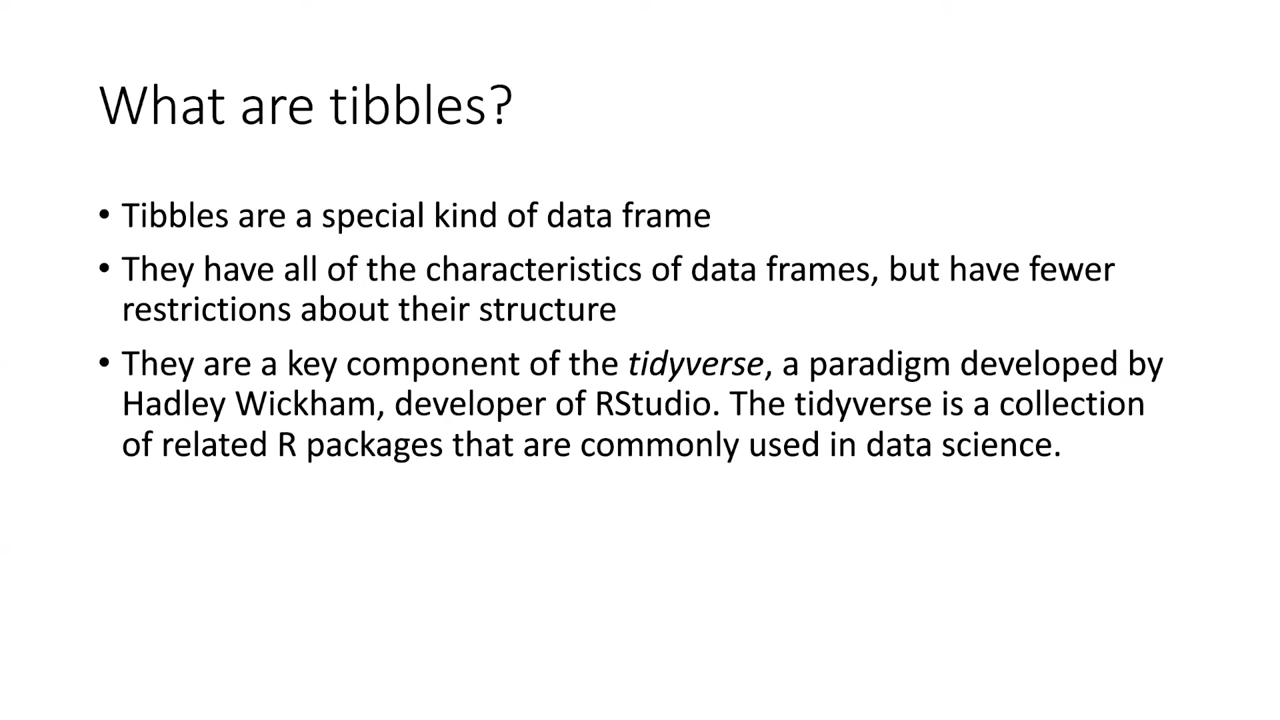 What are tibbles?
• Tibbles are a special kind of data frame
• They have all of the characteristics of data frames, but have fewer
restrictions about their structure
• They are a key component of the tidyverse, a paradigm developed by
Hadley Wickham, developer of RStudio. The tidyverse is a collection
of related R packages that are commonly used in data science.